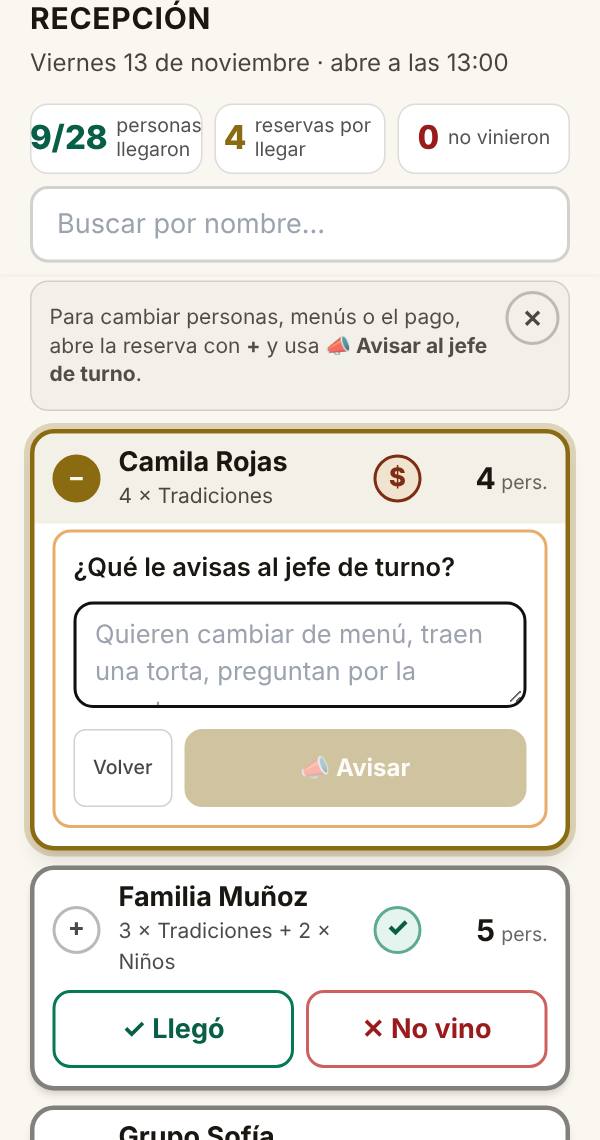 RECEPCIÓN
Viernes 13 de noviembre · abre a las 13:00
9/28 personas llegaron
4 reservas por llegar
0 no vinieron
Buscar por nombre...
Para cambiar personas, menús o el pago,
abre la reserva con + y usa 📣 Avisar al jefe
de turno.
✕
−
Camila Rojas
4 × Tradiciones
$
4 pers.
¿Qué le avisas al jefe de turno?
Quieren cambiar de menú, traen
una torta, preguntan por la
Volver
📣 Avisar
+
Familia Muñoz
3 × Tradiciones + 2 ×
Niños
✓
5 pers.
✓ Llegó
✕ No vino
Grupo Sofía